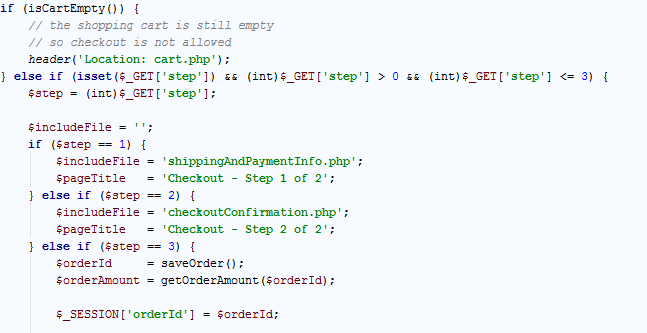 if (isCartEmpty()) {
// the shopping cart is still empty
// so checkout is not allowed
header('Location: cart.php');
} else if (isset($_GET['step']) && (int)$_GET['step'] > 0 && (int)$_GET['step'] <= 3) {
$step = (int)$_GET['step'];
$includeFile = '';
if ($step == 1) {
$includeFile = 'shippingAndPaymentInfo.php';
$pageTitle   = 'Checkout - Step 1 of 2';
} else if ($step == 2) {
$includeFile = 'checkoutConfirmation.php';
$pageTitle   = 'Checkout - Step 2 of 2';
} else if ($step == 3) {
$orderId     = saveOrder();
$orderAmount = getOrderAmount($orderId);
$_SESSION['orderId'] = $orderId;